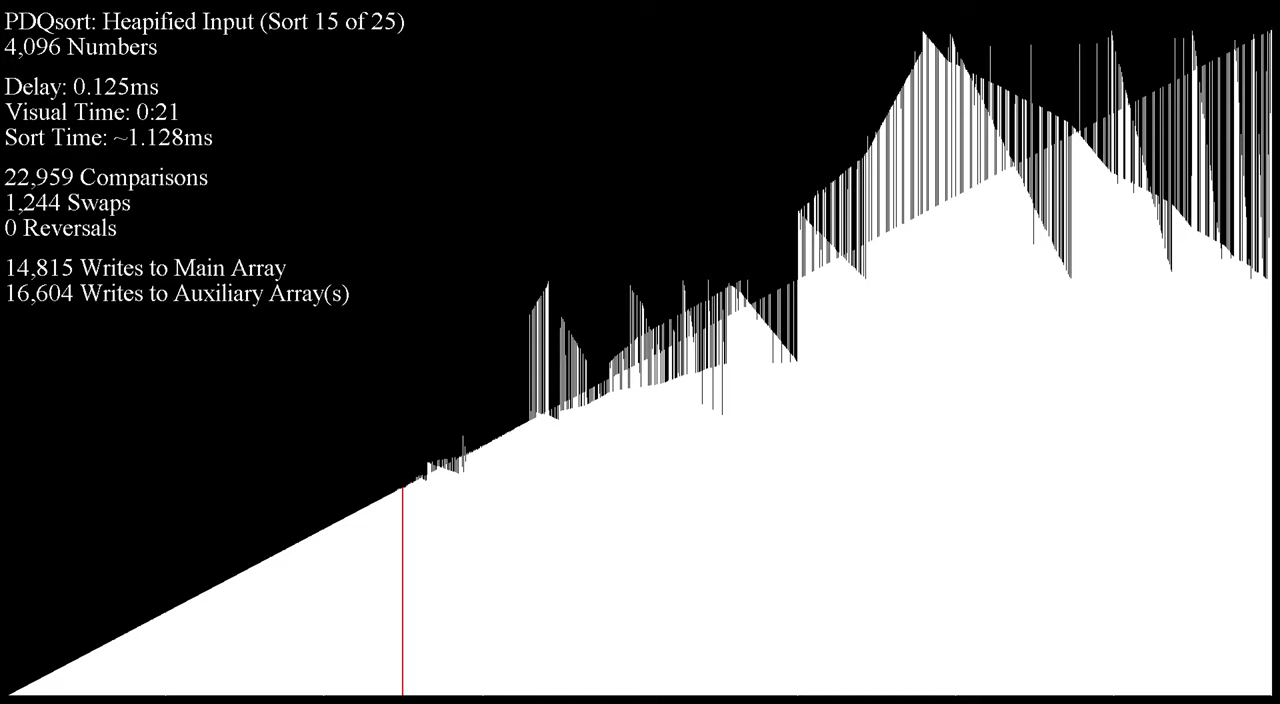 PDQsort: Heapified Input (Sort 15 of 25)
4,096 Numbers
Delay: 0.125ms
Visual Time: 0:21
Sort Time: ~1.128ms
22,959 Comparisons
1,244 Swaps
0 Reversals
14,815 Writes to Main Array
16,604 Writes to Auxiliary Array(s)